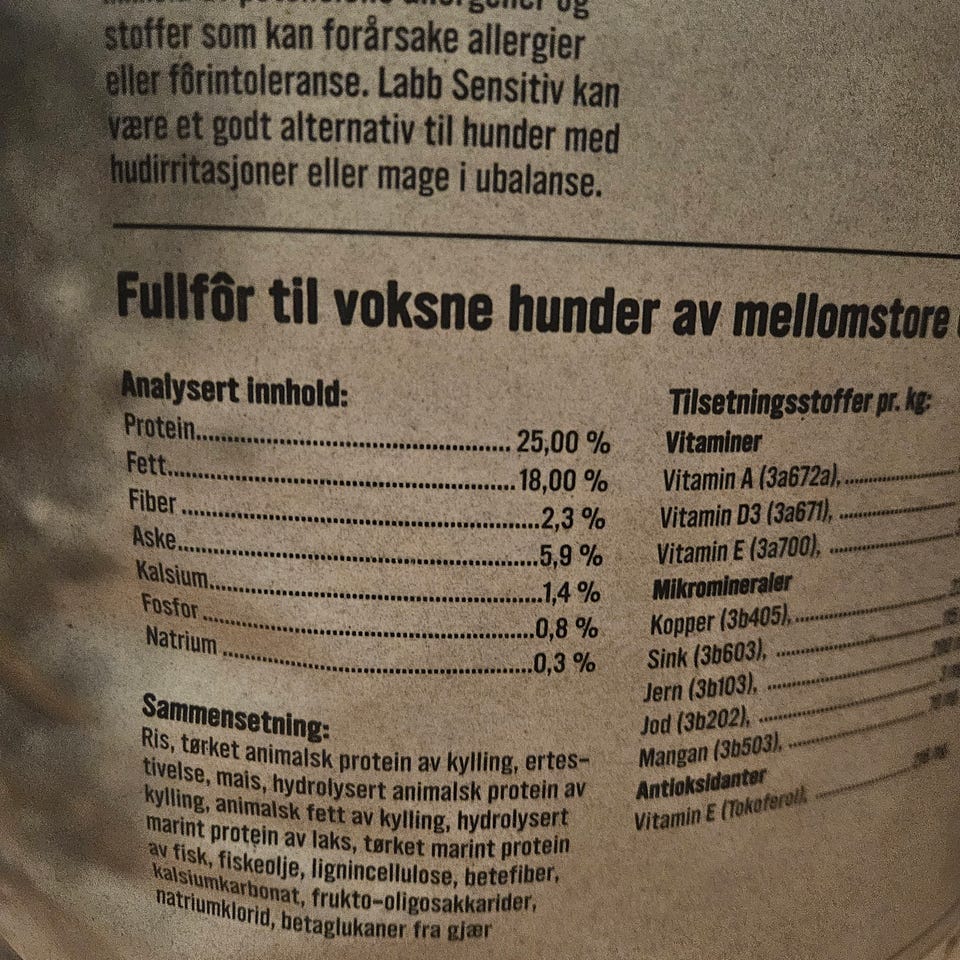 stoffer som kan forårsake allergier
eller fôrintoleranse. Labb Sensitiv kan
være et godt alternativ til hunder med
hudirritasjoner eller mage i ubalanse.
Fullfôr til voksne hunder av mellomstore
Analysert innhold:
Protein........ 25,00 %
Fett........ 18,00 %
Fiber ........2,3 %
Aske........5,9 %
Kalsium........1,4 %
Fosfor ........0,8 %
Natrium ........0,3 %
Sammensetning:
Ris, tørket animalsk protein av kylling, ertes-
tivelse, mais, hydrolysert animalsk protein av
kylling, animalsk fett av kylling, hydrolysert
marint protein av laks, tørket marint protein
av fisk, fiskeolje, lignincellulose, betefiber,
kalsiumkarbonat, frukto-oligosakkarider,
natriumklorid, betaglukaner fra gjær
Tilsetningsstoffer pr. kg:
Vitaminer
Vitamin A (3a672a), ........
Vitamin D3 (3a671), ........
Vitamin E (3a700), ........
Mikromineraler
Kopper (3b405), ........
Sink (3b603), ........
Jern (3b103), ........
Jod (3b202), ........
Mangan (3b503), ........
Antioksidanter
Vitamin E (Tokoferol), ........